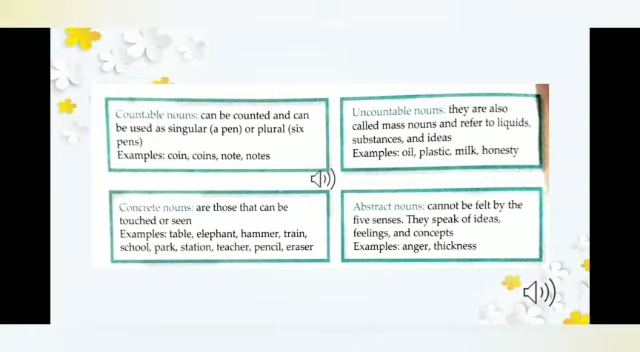 Countable nouns: can be counted and can
be used as singular (a pen) or plural (six
pens)
Examples: coin, coins, note, notes
Uncountable nouns: they are also
called mass nouns and refer to liquids,
substances, and ideas
Examples: oil, plastic, milk, honesty
Concrete nouns: are those that can be
touched or seen
Examples: table, elephant, hammer, train,
school, park, station, teacher, pencil, eraser
Abstract nouns: cannot be felt by the
five senses. They speak of ideas,
feelings, and concepts
Examples: anger, thickness